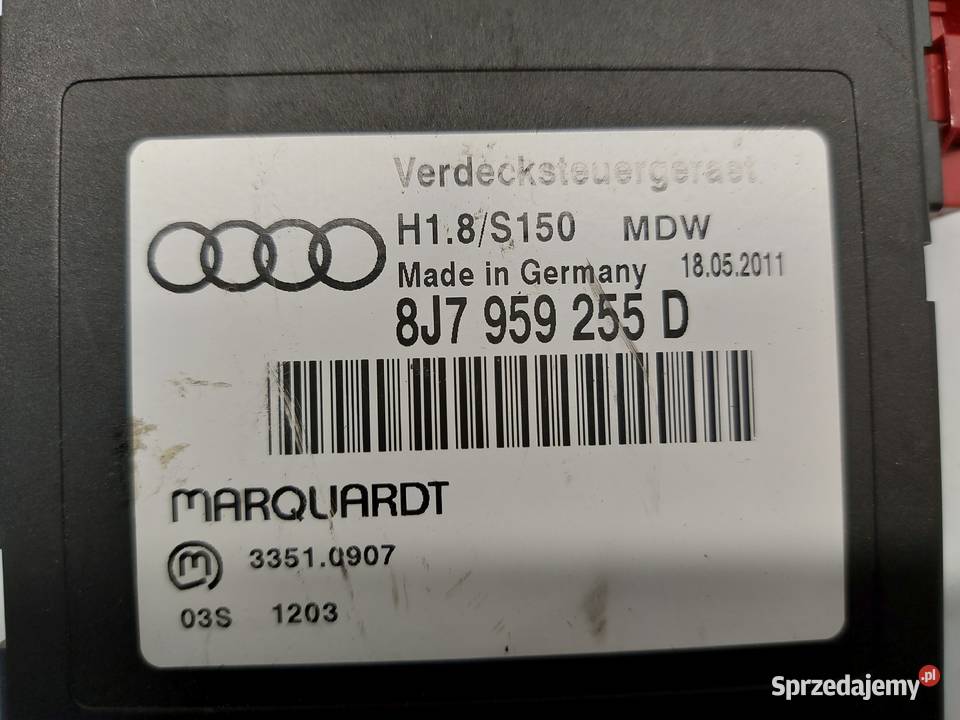 Verdecksteuergeraet
H1.8/S150 MDW
Made in Germany 18.05.2011
8J7 959 255 D
MARQUARDT
m 3351.0907
03S 1203
Sprzedajemy.pl